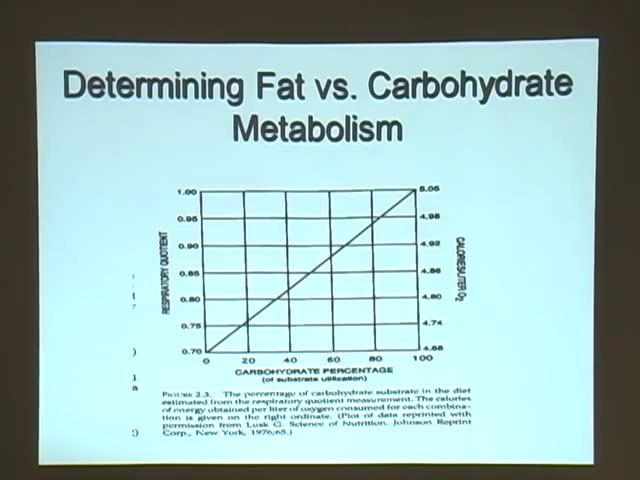 Determining Fat vs. Carbohydrate
Metabolism
1.00
0.95
0.90
0.85
0.80
0.75
0.70
RESPIRATORY QUOTIENT
5.06
4.98
4.92
4.86
4.80
4.74
4.68
CALORIES/LITER O₂
0 20 40 60 80 100
CARBOHYDRATE PERCENTAGE
(of substrate utilization)
FIGURE 2.3. The percentage of carbohydrate substrate in the diet
estimated from the respiratory quotient measurement. The calories
of energy obtained per liter of oxygen consumed for each combina-
tion is given on the right ordinate. (Plot of data reprinted with
permission from Lusk G. Science of Nutrition. Johnson Reprint
Corp., New York, 1976;65.)